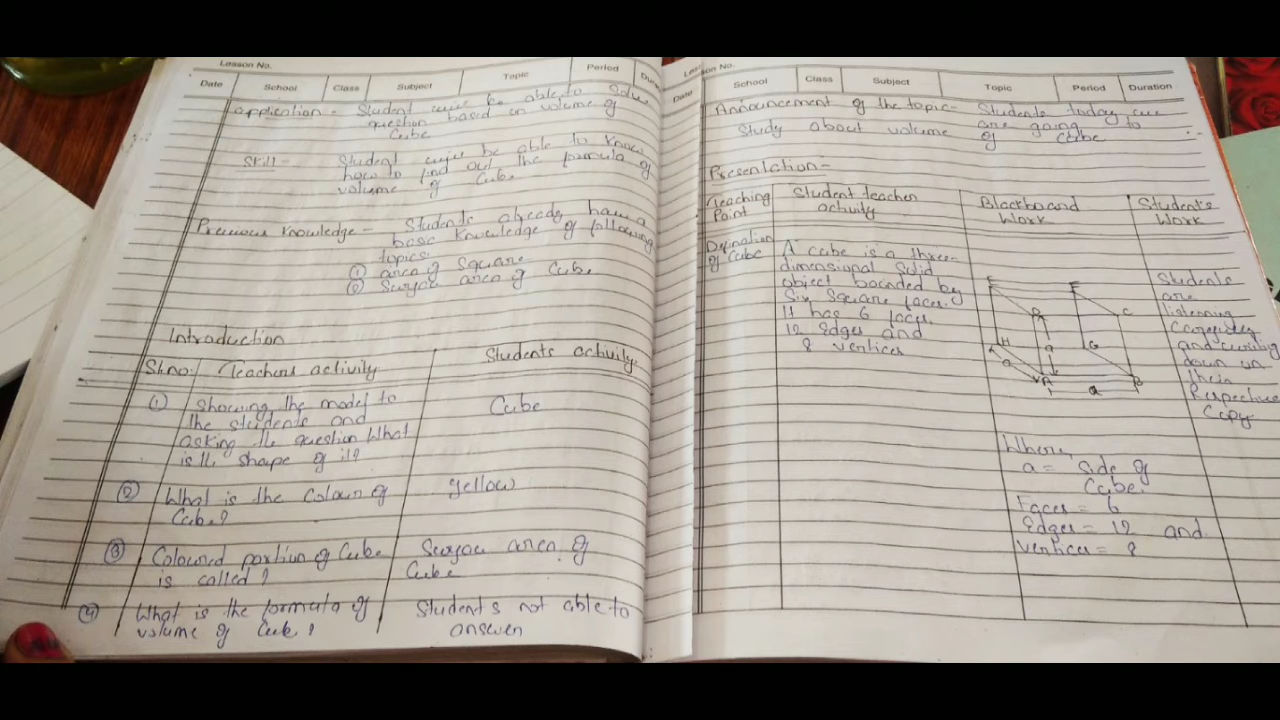 Lesson No.
Date School Class Subject Topic Period
Application - Student will be able to Solve
question based on volume of
Cube
Skill - Student will be able to know
how to find out the formula of
volume of Cube
Previous Knowledge - Students already have a
basic knowledge of following
topics.
① area of Square
② Surface area of Cube
Introduction
Sl.no. Teachers activity Students activity
① Showing the model to
the students and
asking the question What
is the shape of it?
Cube
② What is the Colour of
Cube?
Yellow
③ Coloured portion of Cube
is called?
Surface area of
Cube
④ What is the formula of
volume of Cube?
Students not able to
answer
Lesson No.
Date School Class Subject Topic Period Duration
Announcement of the topic - Students today we
are going to
Study about volume of Cube
Presentation -
Teaching
Point
Student teacher
activity
Blackboard
Work
Student's
Work
Defination
of Cube
A cube is a three-
dimensional Solid
object bounded by
Six Square faces.
It has 6 faces.
12 Edges and
8 vertices
E F
D C
H G
A B
a a a
Where,
a = Side of
Cube.
Faces = 6
Edges = 12 and
Vertices = 8
Students
are
listening
Carefully
and
down in
their
Respective
Copy